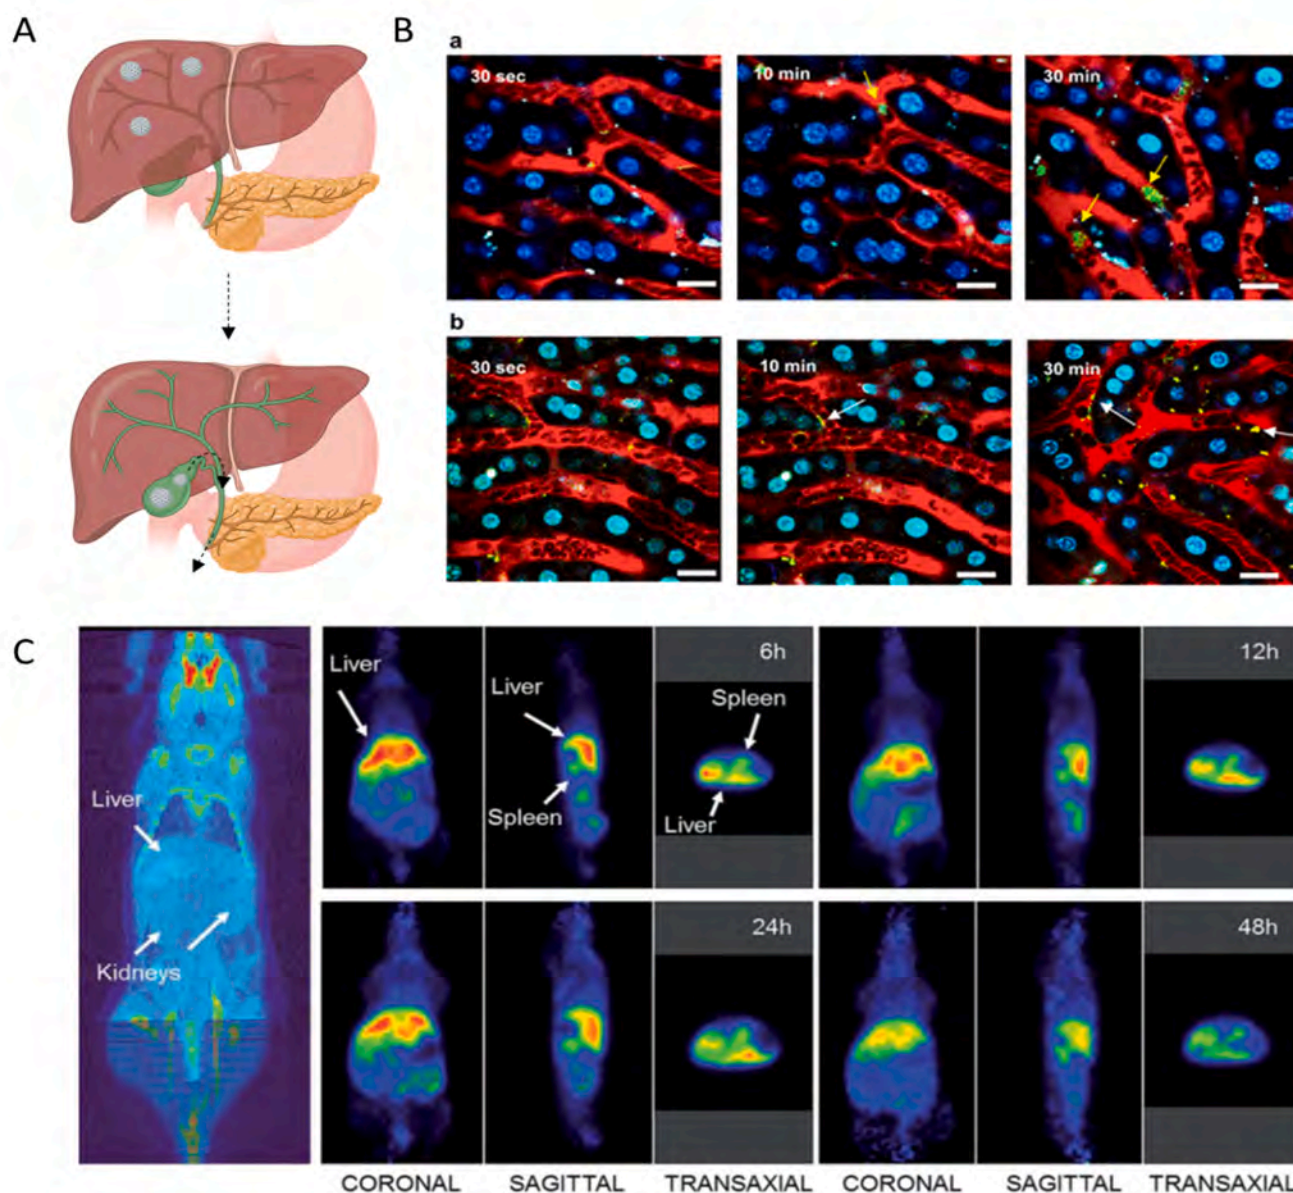 A
B
a
30 sec
10 min
30 min
b
30 sec
10 min
30 min
C
Liver
Kidneys
Liver
Liver
Spleen
6h
Spleen
Liver
12h
24h
48h
CORONAL SAGITTAL TRANSAXIAL CORONAL SAGITTAL TRANSAXIAL